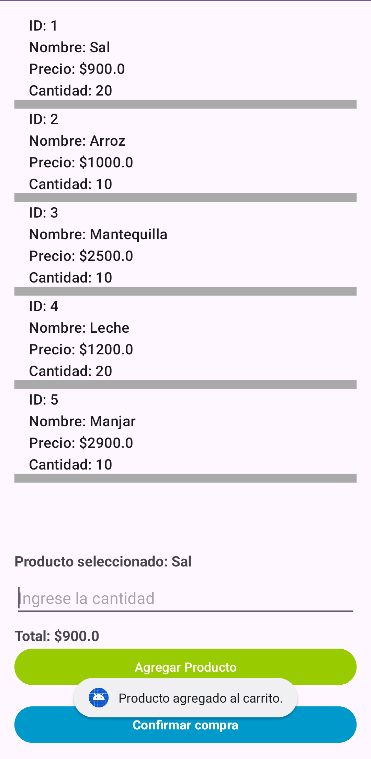 ID: 1
Nombre: Sal
Precio: $900.0
Cantidad: 20
ID: 2
Nombre: Arroz
Precio: $1000.0
Cantidad: 10
ID: 3
Nombre: Mantequilla
Precio: $2500.0
Cantidad: 10
ID: 4
Nombre: Leche
Precio: $1200.0
Cantidad: 20
ID: 5
Nombre: Manjar
Precio: $2900.0
Cantidad: 10
Producto seleccionado: Sal
Ingrese la cantidad
Total: $900.0
Agregar Producto
Producto agregado al carrito.
Confirmar compra